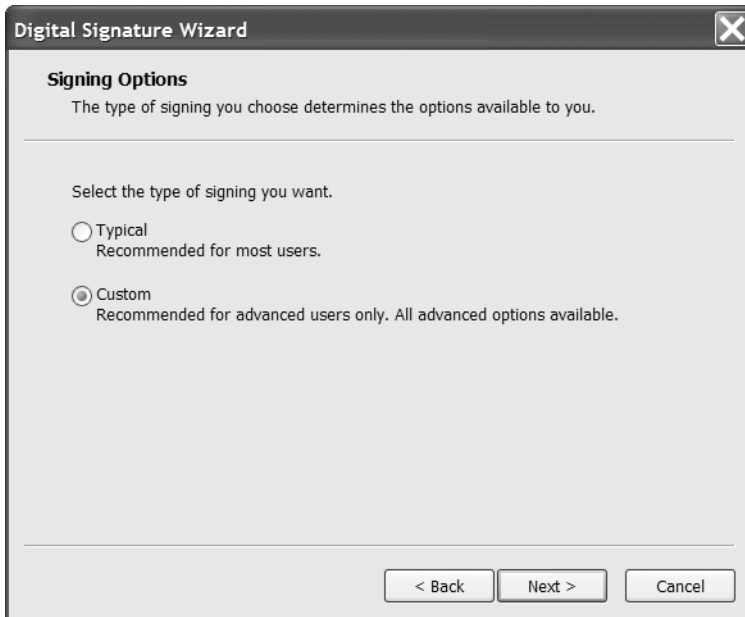 Digital Signature Wizard
Signing Options
The type of signing you choose determines the options available to you.
Select the type of signing you want.
Typical
Recommended for most users.
Custom
Recommended for advanced users only. All advanced options available.
< Back
Next >
Cancel